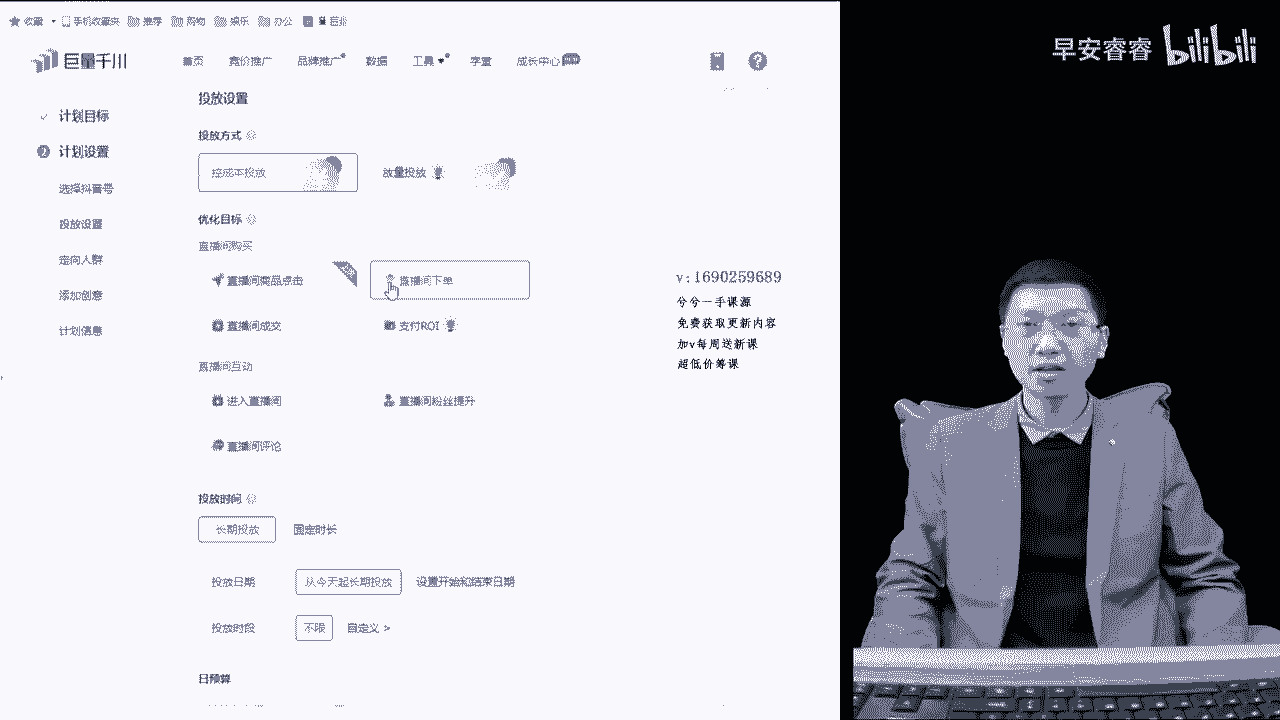 收藏 手机收藏夹 推荐 购物 娱乐 办公 巨川
巨量千川 首页 竞价推广 品牌推广 数据 工具 学堂 成长中心
计划目标
计划设置
选择抖音号
投放设置
定向人群
添加创意
计划信息
投放设置
投放方式
控成本投放 放量投放
优化目标
直播间购买
直播间商品点击 直播间下单
直播间成交 支付ROI
直播间互动
进入直播间 直播间粉丝提升
直播间评论
投放时间
长期投放 固定时长
投放日期 从今天起长期投放 设置开始和结束日期
投放时段 不限 自定义 >
日预算
v:1690259689
兮兮一手课源
免费获取更新内容
加v每周送新课
超低价筹课
早安睿睿 bilibili